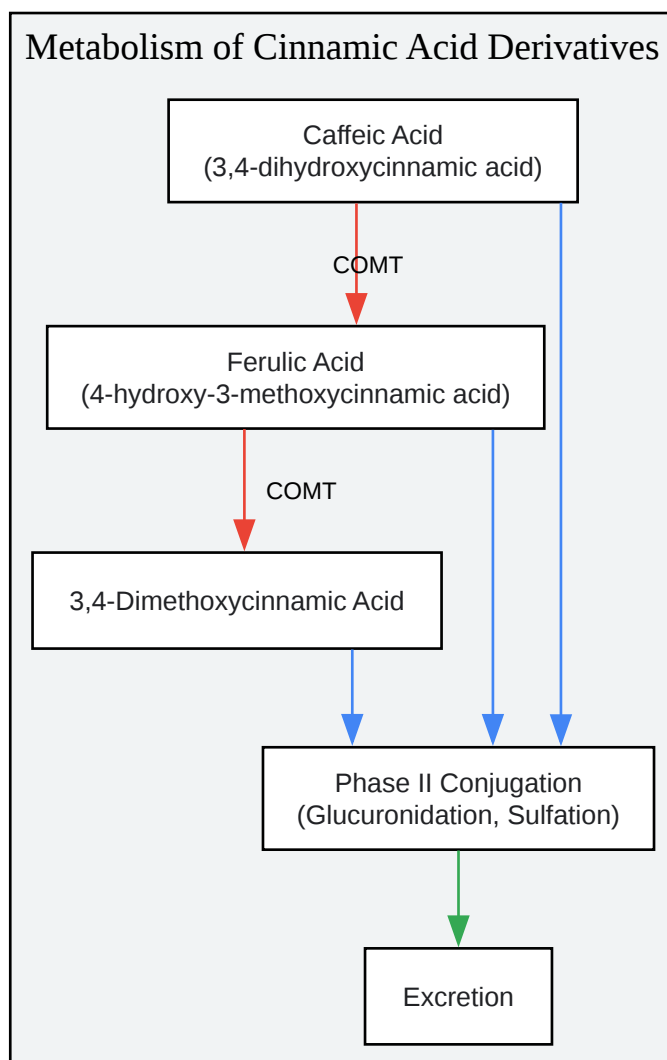 Metabolism of Cinnamic Acid Derivatives
Caffeic Acid
(3,4-dihydroxycinnamic acid)
COMT
Ferulic Acid
(4-hydroxy-3-methoxycinnamic acid)
COMT
3,4-Dimethoxycinnamic Acid
Phase II Conjugation
(Glucuronidation, Sulfation)
Excretion